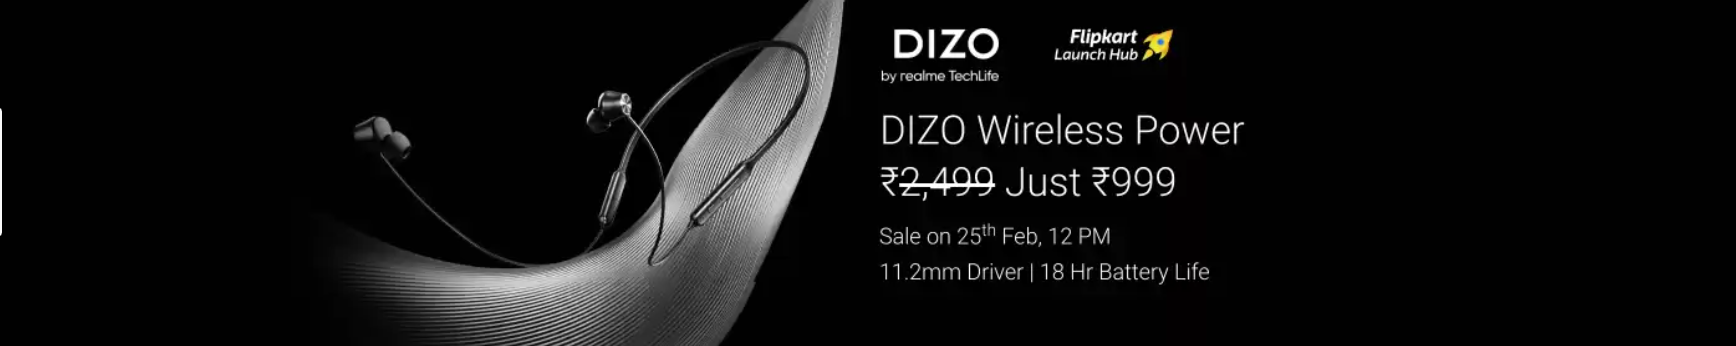 DIZO
by realme TechLife
Flipkart
Launch Hub
DIZO Wireless Power
₹2,499 Just ₹999
Sale on 25th Feb, 12 PM
11.2mm Driver | 18 Hr Battery Life